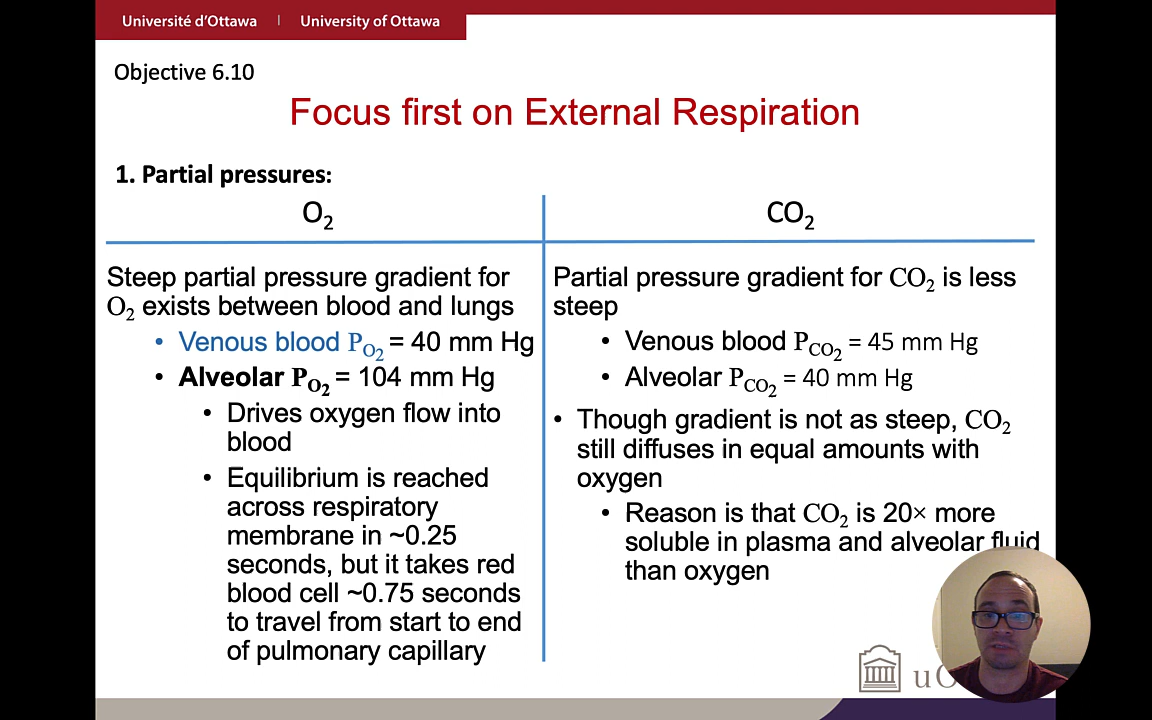 Université d'Ottawa | University of Ottawa
Objective 6.10
Focus first on External Respiration
1. Partial pressures:
O₂
CO₂
Steep partial pressure gradient for
O₂ exists between blood and lungs
• Venous blood P_O₂ = 40 mm Hg
• Alveolar P_O₂ = 104 mm Hg
• Drives oxygen flow into
blood
• Equilibrium is reached
across respiratory
membrane in ~0.25
seconds, but it takes red
blood cell ~0.75 seconds
to travel from start to end
of pulmonary capillary
Partial pressure gradient for CO₂ is less
steep
• Venous blood P_CO₂ = 45 mm Hg
• Alveolar P_CO₂ = 40 mm Hg
• Though gradient is not as steep, CO₂
still diffuses in equal amounts with
oxygen
• Reason is that CO₂ is 20× more
soluble in plasma and alveolar fluid
than oxygen